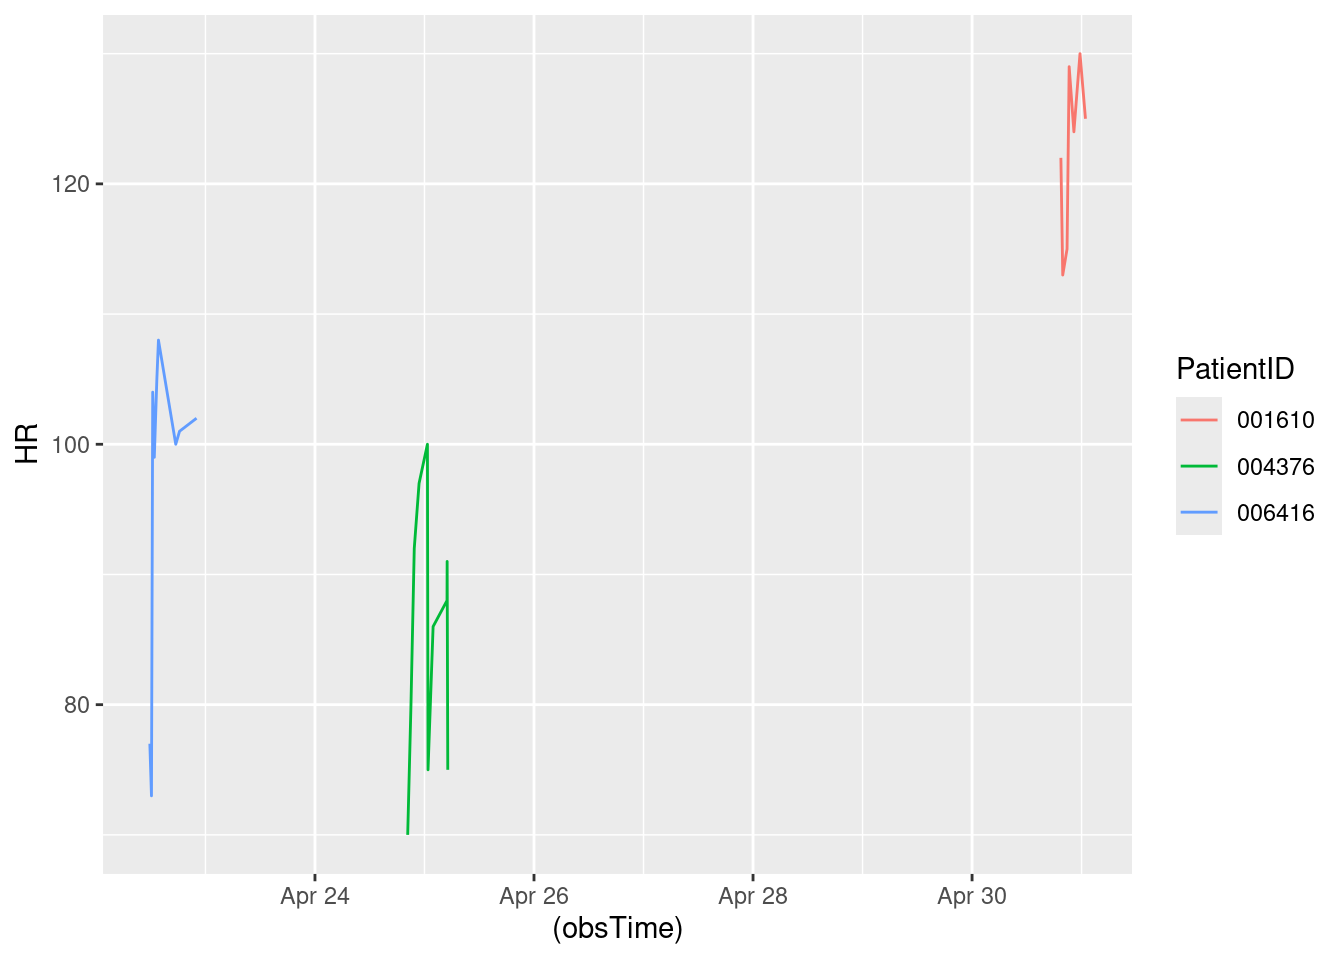 HR
120
100
80
Apr 24
Apr 26
Apr 28
Apr 30
(obsTime)
PatientID
001610
004376
006416